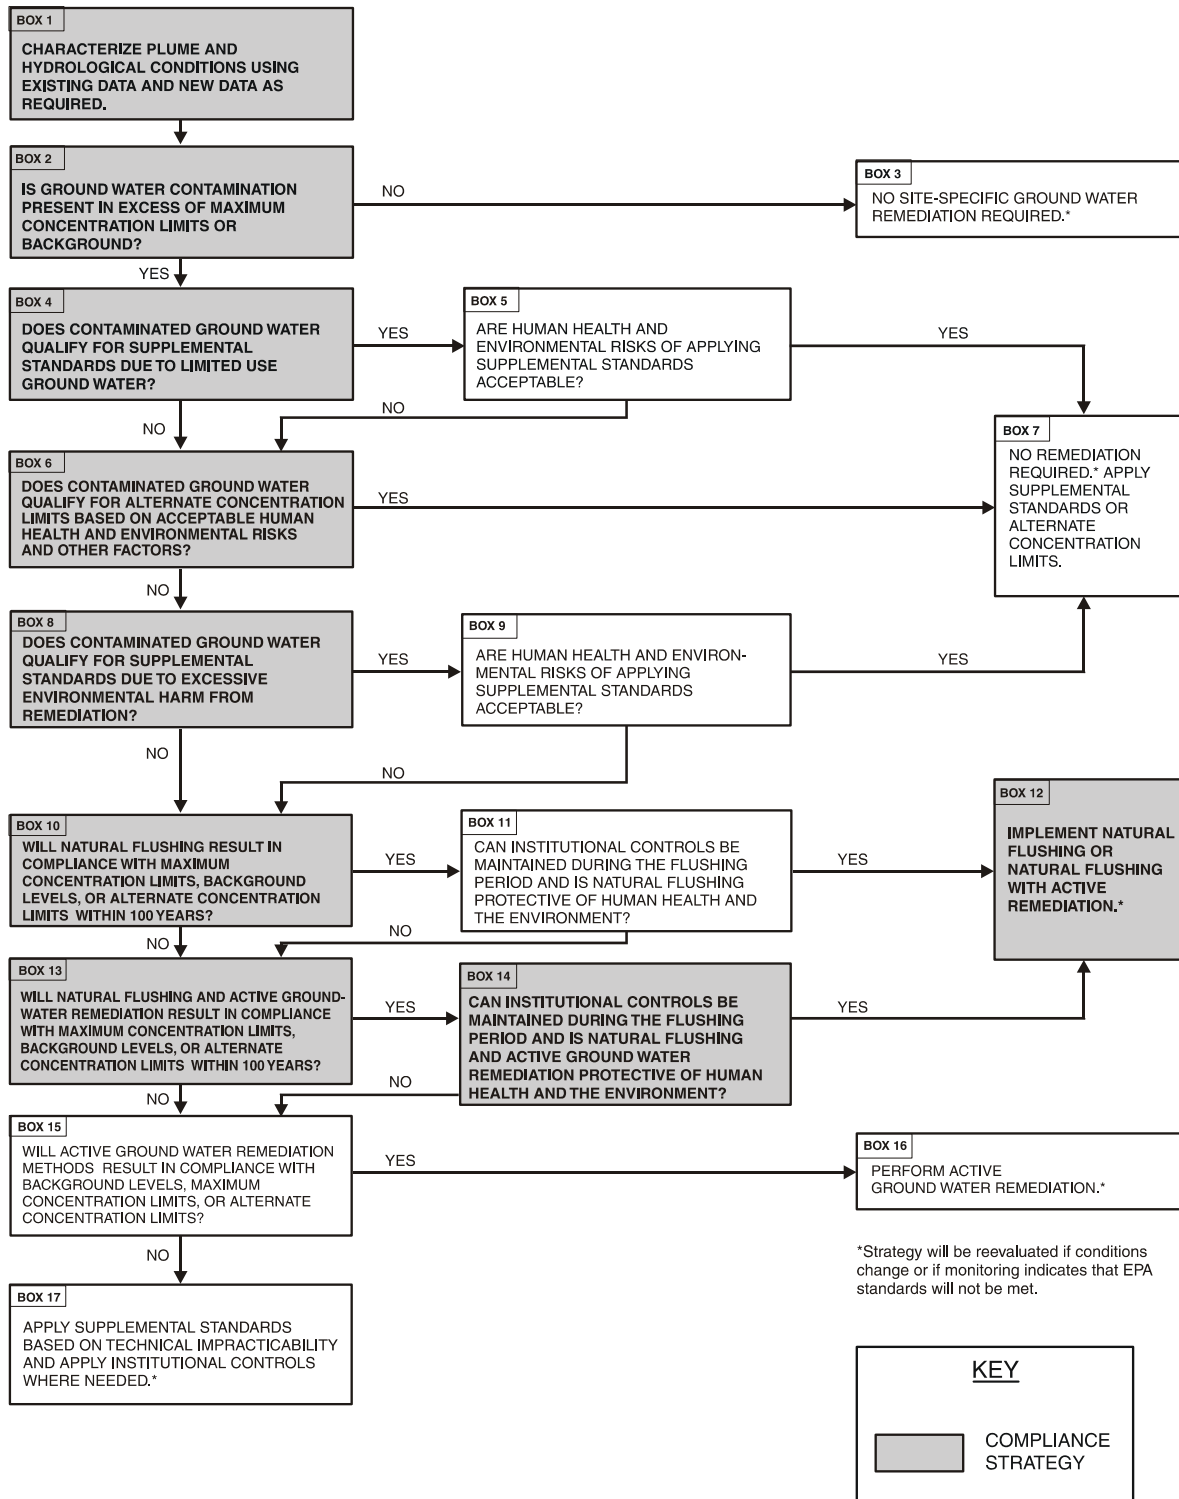 BOX 1
CHARACTERIZE PLUME AND
HYDROLOGICAL CONDITIONS USING
EXISTING DATA AND NEW DATA AS
REQUIRED.
BOX 2
IS GROUND WATER CONTAMINATION
PRESENT IN EXCESS OF MAXIMUM
CONCENTRATION LIMITS OR
BACKGROUND?
NO
BOX 3
NO SITE-SPECIFIC GROUND WATER
REMEDIATION REQUIRED.*
YES
BOX 4
DOES CONTAMINATED GROUND WATER
QUALIFY FOR SUPPLEMENTAL
STANDARDS DUE TO LIMITED USE
GROUND WATER?
YES
BOX 5
ARE HUMAN HEALTH AND
ENVIRONMENTAL RISKS OF APPLYING
SUPPLEMENTAL STANDARDS
ACCEPTABLE?
YES
NO
NO
BOX 6
DOES CONTAMINATED GROUND WATER
QUALIFY FOR ALTERNATE CONCENTRATION
LIMITS BASED ON ACCEPTABLE HUMAN
HEALTH AND ENVIRONMENTAL RISKS
AND OTHER FACTORS?
YES
BOX 7
NO REMEDIATION
REQUIRED.* APPLY
SUPPLEMENTAL
STANDARDS OR
ALTERNATE
CONCENTRATION
LIMITS.
NO
BOX 8
DOES CONTAMINATED GROUND WATER
QUALIFY FOR SUPPLEMENTAL
STANDARDS DUE TO EXCESSIVE
ENVIRONMENTAL HARM FROM
REMEDIATION?
YES
BOX 9
ARE HUMAN HEALTH AND ENVIRON-
MENTAL RISKS OF APPLYING
SUPPLEMENTAL STANDARDS
ACCEPTABLE?
YES
NO
NO
BOX 10
WILL NATURAL FLUSHING RESULT IN
COMPLIANCE WITH MAXIMUM
CONCENTRATION LIMITS, BACKGROUND
LEVELS, OR ALTERNATE CONCENTRATION
LIMITS WITHIN 100 YEARS?
YES
BOX 11
CAN INSTITUTIONAL CONTROLS BE
MAINTAINED DURING THE FLUSHING
PERIOD AND IS NATURAL FLUSHING
PROTECTIVE OF HUMAN HEALTH AND
THE ENVIRONMENT?
YES
BOX 12
IMPLEMENT NATURAL
FLUSHING OR
NATURAL FLUSHING
WITH ACTIVE
REMEDIATION.*
NO
NO
BOX 13
WILL NATURAL FLUSHING AND ACTIVE GROUND-
WATER REMEDIATION RESULT IN COMPLIANCE
WITH MAXIMUM CONCENTRATION LIMITS,
BACKGROUND LEVELS, OR ALTERNATE
CONCENTRATION LIMITS WITHIN 100 YEARS?
YES
BOX 14
CAN INSTITUTIONAL CONTROLS BE
MAINTAINED DURING THE FLUSHING
PERIOD AND IS NATURAL FLUSHING
AND ACTIVE GROUND WATER
REMEDIATION PROTECTIVE OF HUMAN
HEALTH AND THE ENVIRONMENT?
YES
NO
NO
BOX 15
WILL ACTIVE GROUND WATER REMEDIATION
METHODS RESULT IN COMPLIANCE WITH
BACKGROUND LEVELS, MAXIMUM
CONCENTRATION LIMITS, OR ALTERNATE
CONCENTRATION LIMITS?
YES
BOX 16
PERFORM ACTIVE
GROUND WATER REMEDIATION.*
NO
*Strategy will be reevaluated if conditions
change or if monitoring indicates that EPA
standards will not be met.
BOX 17
APPLY SUPPLEMENTAL STANDARDS
BASED ON TECHNICAL IMPRACTICABILITY
AND APPLY INSTITUTIONAL CONTROLS
WHERE NEEDED.*
KEY
COMPLIANCE
STRATEGY